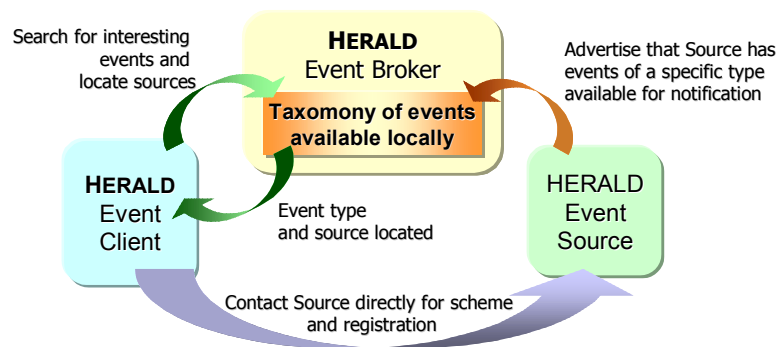 Search for interesting
events and
locate sources
HERALD
Event Broker
Taxomony of events
available locally
Advertise that Source has
events of a specific type
available for notification
HERALD
Event
Client
Event type
and source located
HERALD
Event
Source
Contact Source directly for scheme
and registration